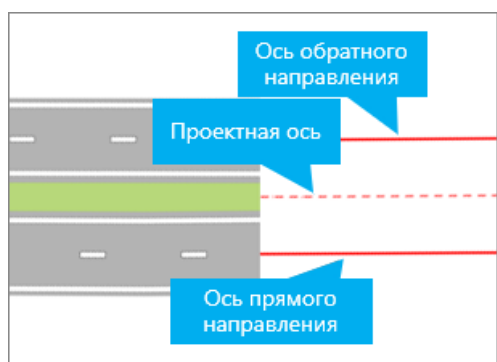 Ось обратного
направления
Проектная ось
Ось прямого
направления